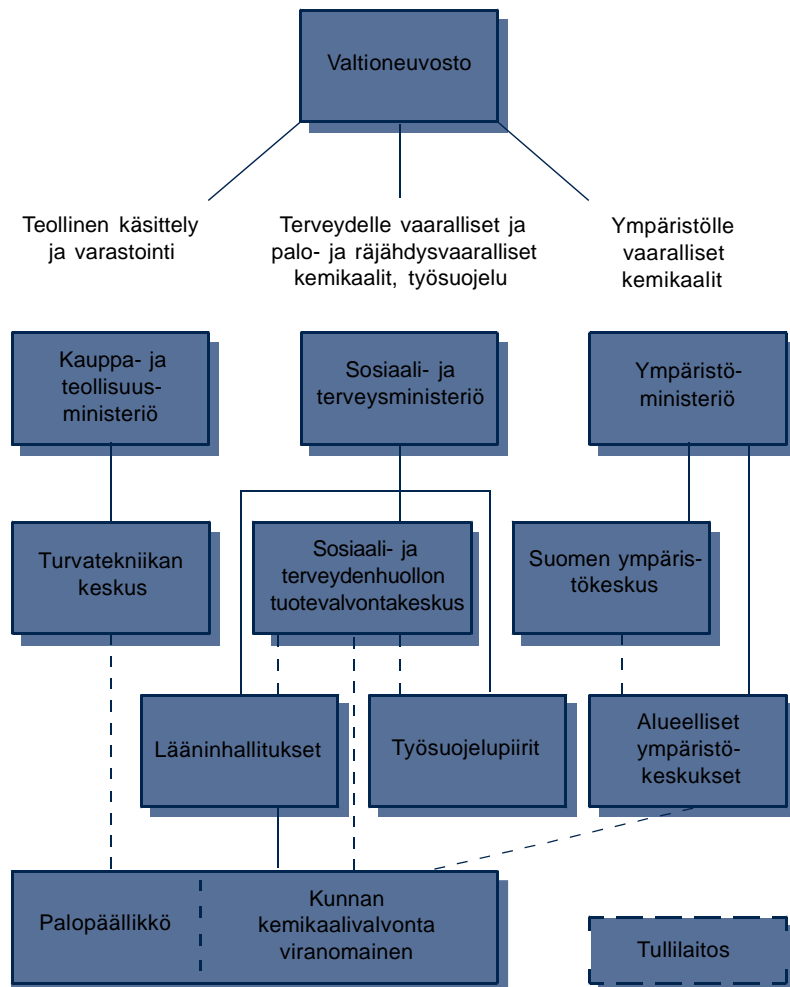 Valtioneuvosto
Teollinen käsittely
ja varastointi
Terveydelle vaaralliset ja
palo- ja räjähdysvaaralliset
kemikaalit, työsuojelu
Ympäristölle
vaaralliset
kemikaalit
Kauppa- ja
teollisuus-
ministeriö
Sosiaali- ja
terveysministeriö
Ympäristö-
ministeriö
Turvatekniikan
keskus
Sosiaali- ja
terveydenhuollon
tuotevalvontakeskus
Suomen ympäris-
tökeskus
Lääninhallitukset
Työsuojelupiirit
Alueelliset
ympäristö-
keskukset
Palopäällikkö
Kunnan
kemikaalivalvonta
viranomainen
Tullilaitos